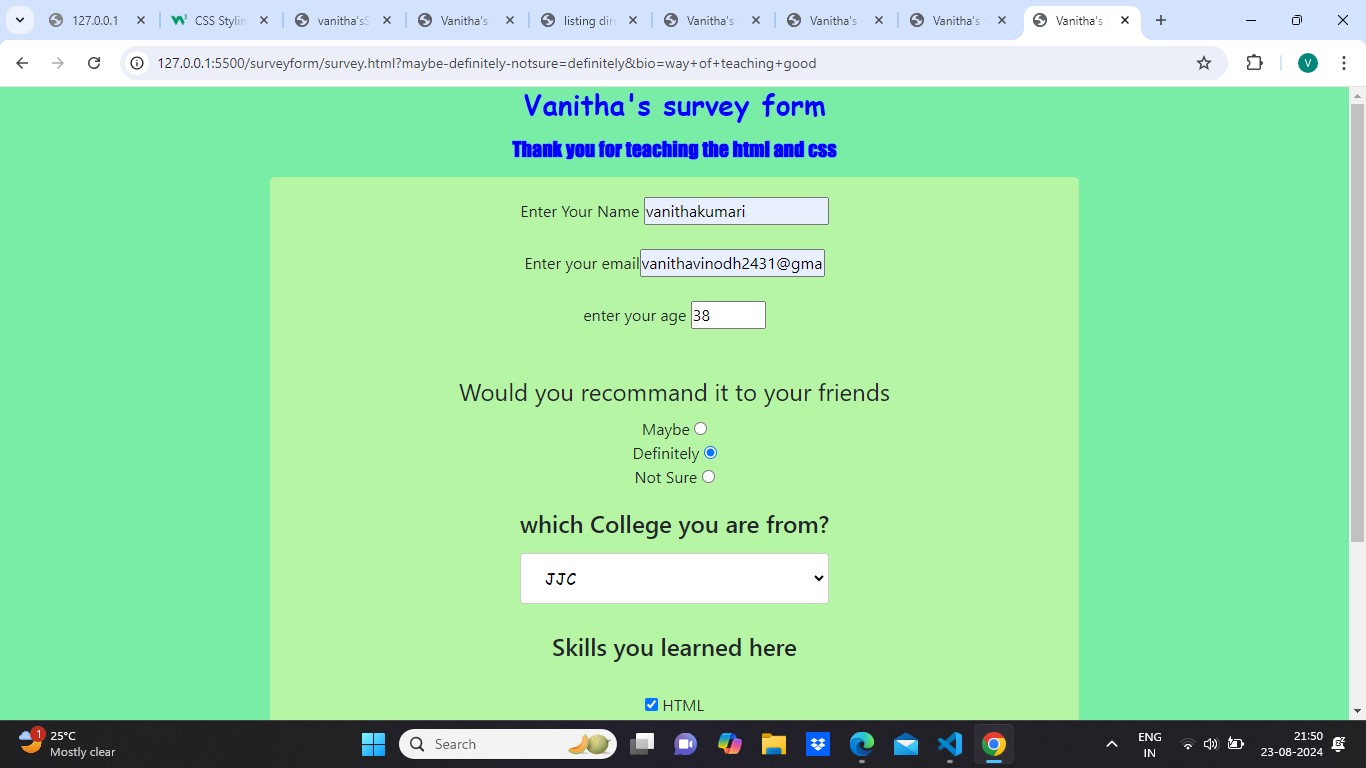 127.0.0.1
CSS Stylin
vanitha's
Vanitha's
listing dire
Vanitha's
Vanitha's
Vanitha's
Vanitha's
127.0.0.1:5500/surveyform/survey.html?maybe-definitely-notsure=definitely&bio=way+of+teaching+good
V
Vanitha's survey form
Thank you for teaching the html and css
Enter Your Name vanithakumari
Enter your email vanithavinodh2431@gma
enter your age 38
Would you recommand it to your friends
Maybe
Definitely
Not Sure
which College you are from?
JJC
Skills you learned here
HTML
1
25°C
Mostly clear
Search
ENG
IN
21:50
23-08-2024